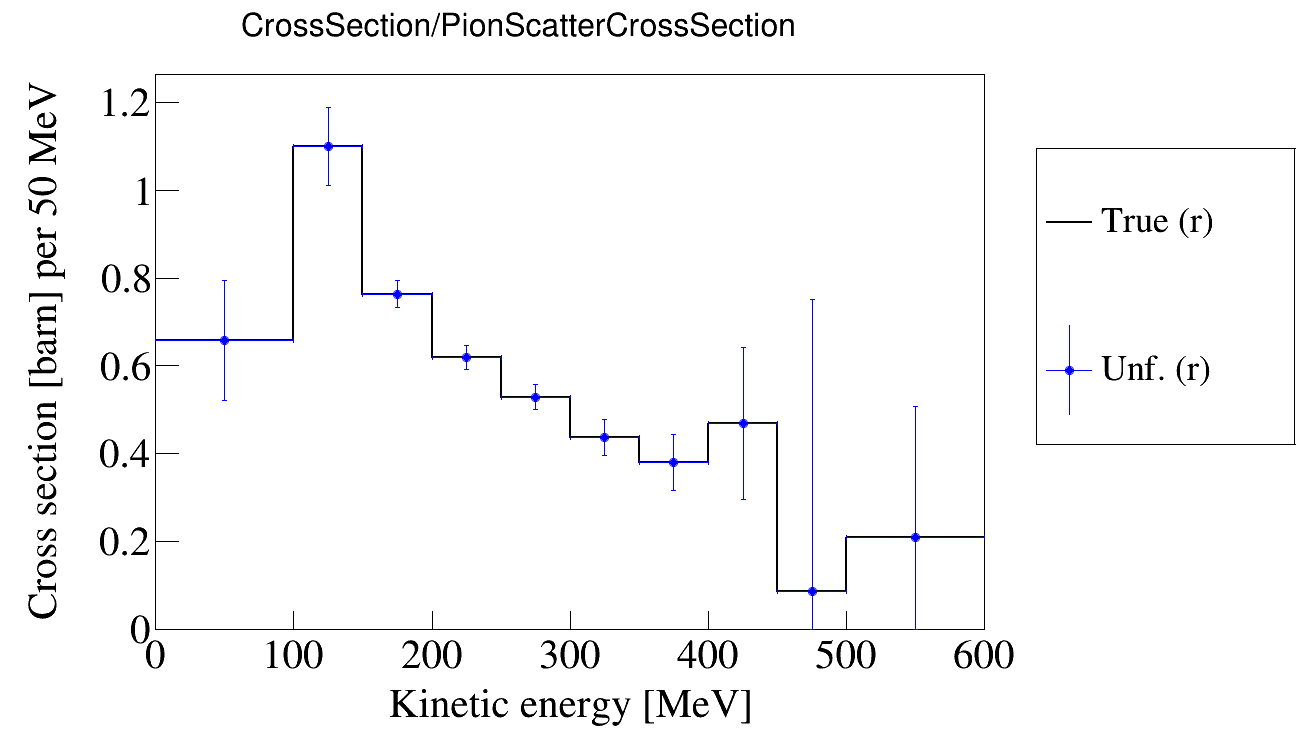 CrossSection/PionScatterCrossSection
Cross section [barn] per 50 MeV
1.2
1
0.8
0.6
0.4
0.2
0
0 100 200 300 400 500 600
Kinetic energy [MeV]
True (r)
Unf. (r)